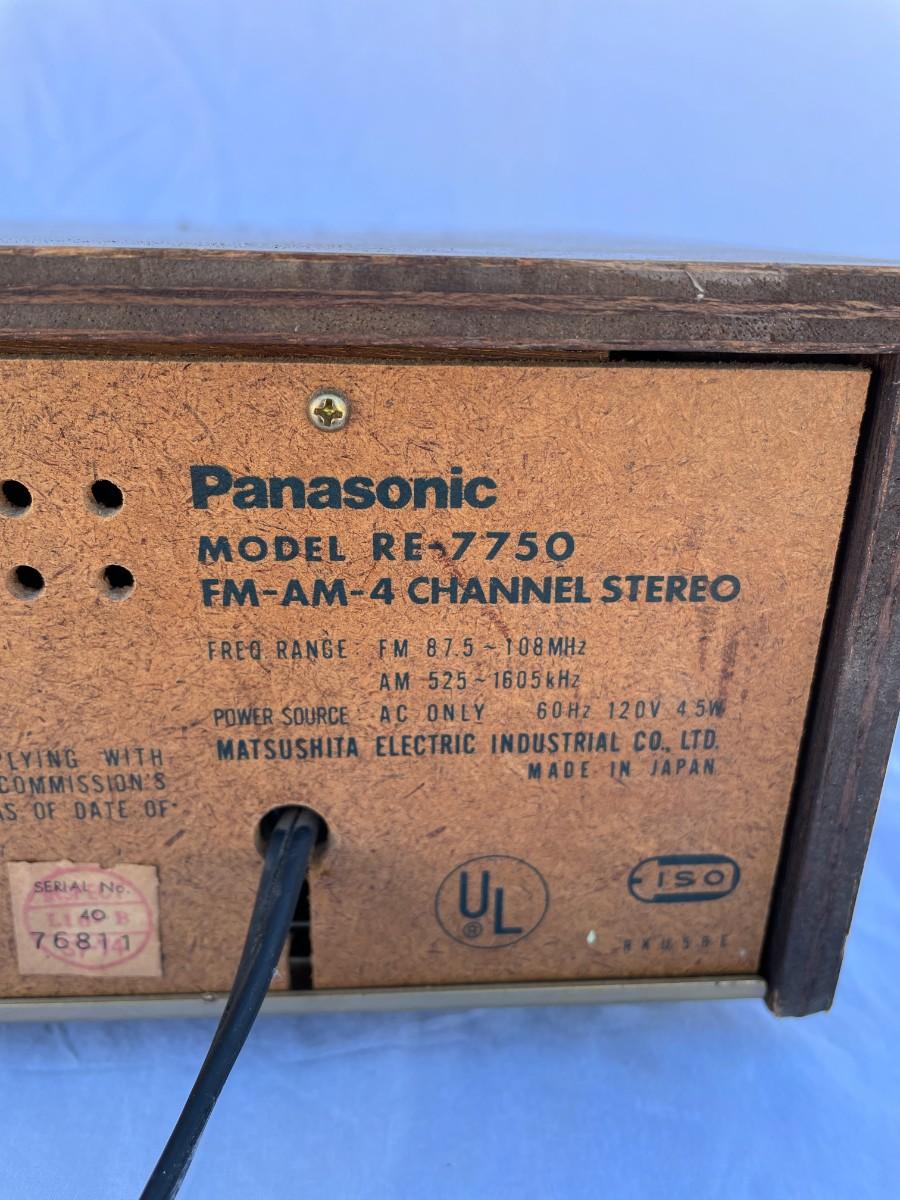 Panasonic
MODEL RE-7750
FM-AM-4 CHANNEL STEREO
FREQ RANGE: FM 87.5~108MHz
AM 525~1605kHz
POWER SOURCE: AC ONLY 60Hz 120V 45W
MATSUSHITA ELECTRIC INDUSTRIAL CO., LTD.
MADE IN JAPAN
PLYING WITH
COMMISSION'S
AS OF DATE OF
SERIAL No.
40
76811
UL
®
ISO